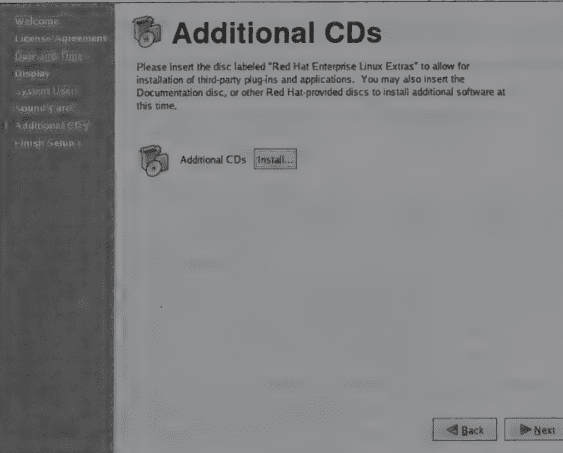 Welcome
License Agreement
Date and Time
Display
System User
Sound Card
Additional CDs
Finish Setup
Additional CDs
Please insert the disc labeled "Red Hat Enterprise Linux Extras" to allow for
installation of third-party plug-ins and applications. You may also insert the
Documentation disc, or other Red Hat-provided discs to install additional software at
this time.
Additional CDs Install...
Back Next